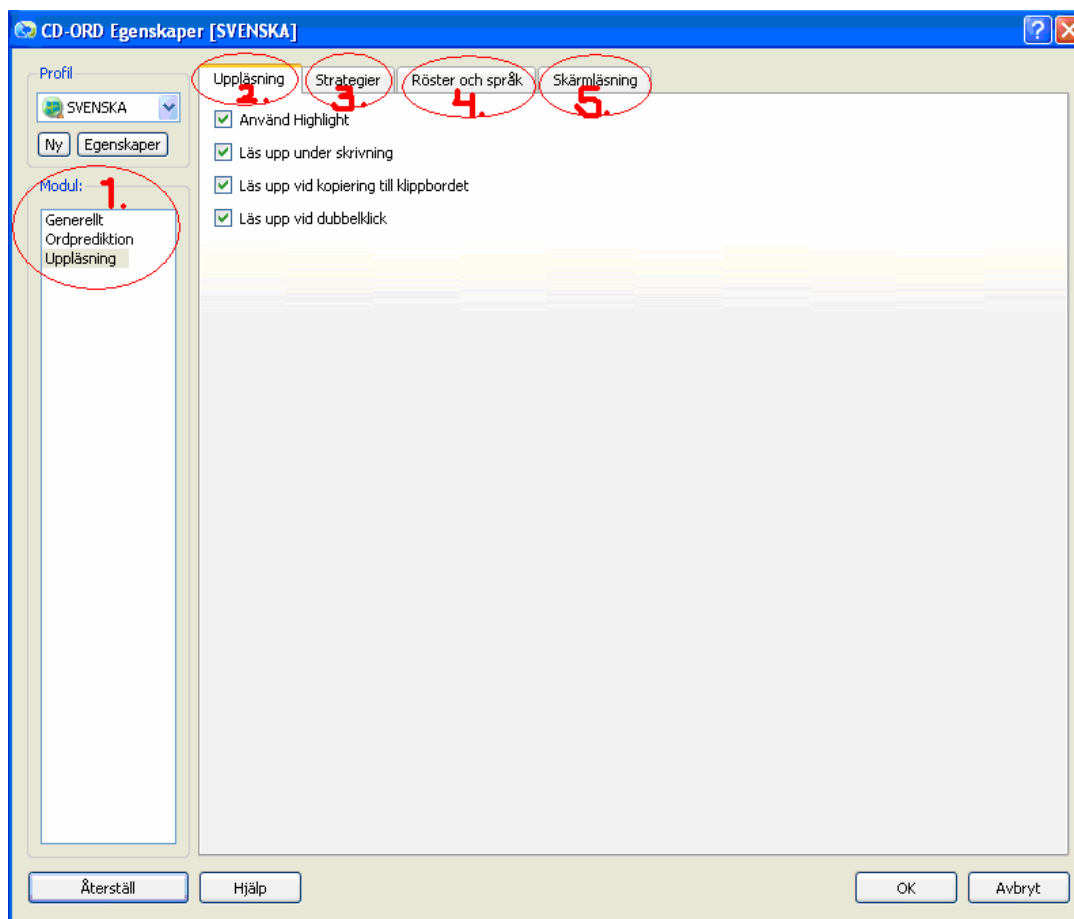 CD-ORD Egenskaper [SVENSKA]
Profil
SVENSKA
Ny Egenskaper
Modul: 1.
Generellt
Ordprediktion
Uppläsning
Uppläsning Strategier Röster och språk Skärmläsning
2. 3. 4. 5.
Använd Highlight
Läs upp under skrivning
Läs upp vid kopiering till klippbordet
Läs upp vid dubbelklick
Återställ Hjälp OK Avbryt